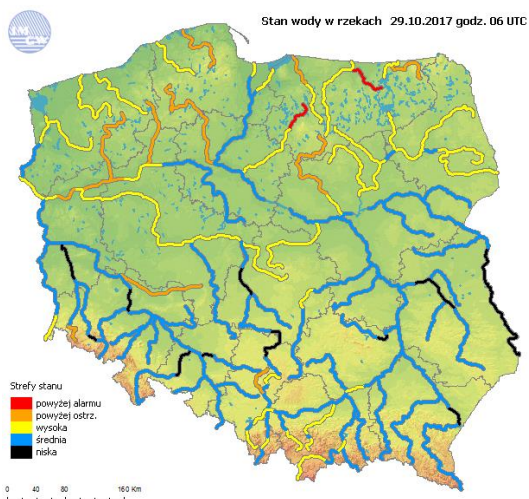 Stan wody w rzekach 29.10.2017 godz. 06 UTC
Strefy stanu
powyżej alarmu
powyżej ostrz.
wysoka
średnia
niska
0 40 80 160 Km